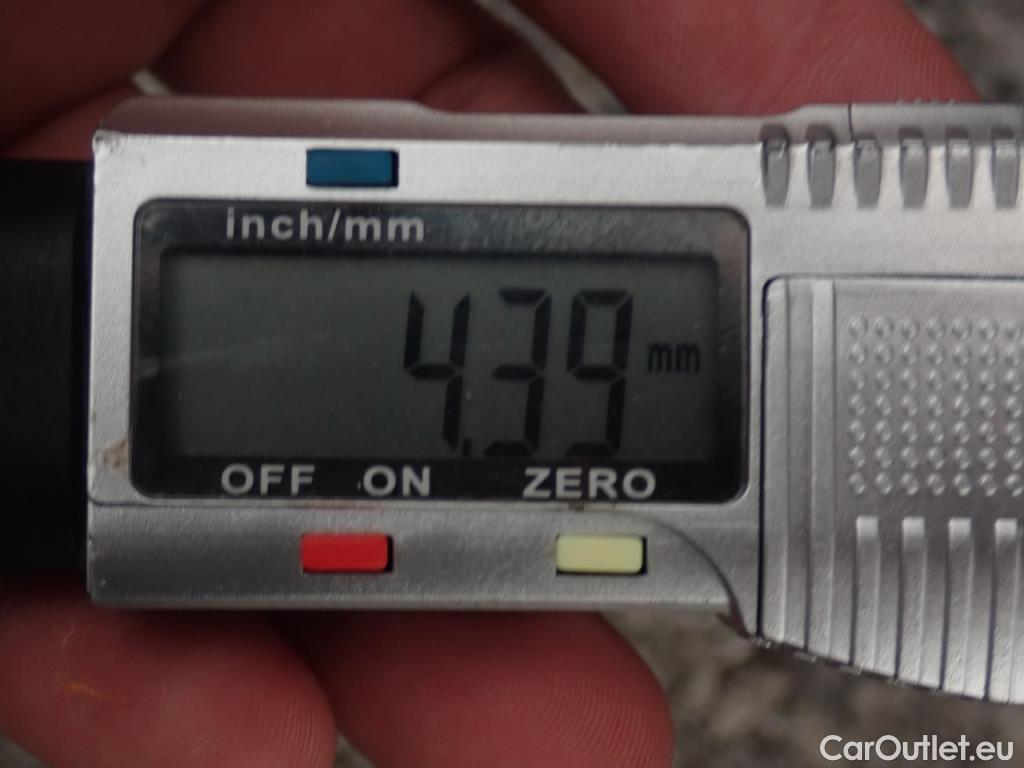 inch/mm
4.39 mm
OFF ON ZERO
CarOutlet.eu